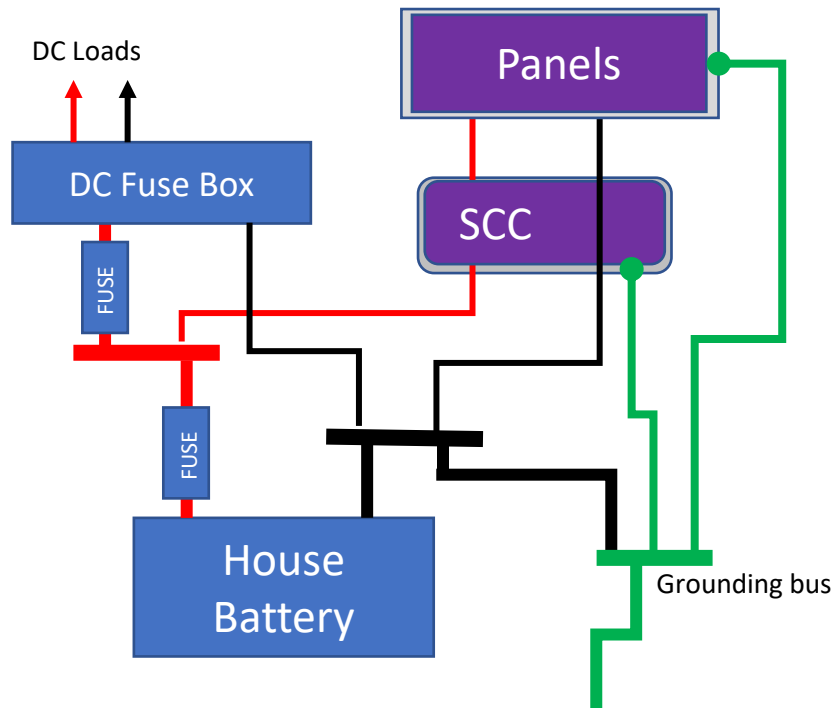 DC Loads
Panels
DC Fuse Box
SCC
FUSE
FUSE
House
Battery
Grounding bus